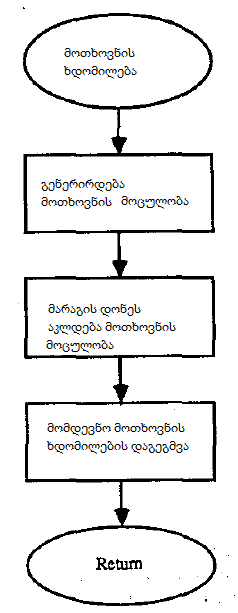 მოთხოვნის
ხდომილება
გენერირდება
მოთხოვნის მოცულობა
მარაგის დონეს
აკლდება მოთხოვნის
მოცულობა
მომდევნო მოთხოვნის
ხდომილების დაგეგმვა
Return